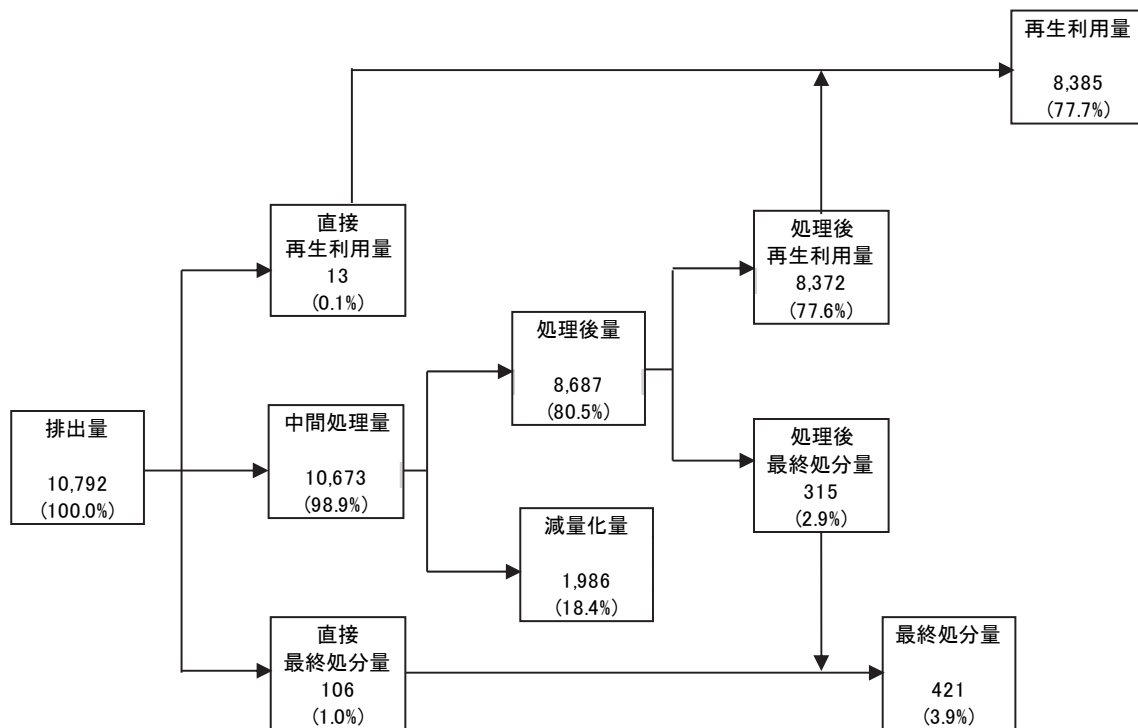 再生利用量
8,385
(77.7%)
直接
再生利用量
13
(0.1%)
処理後
再生利用量
8,372
(77.6%)
処理後量
8,687
(80.5%)
排出量
10,792
(100.0%)
中間処理量
10,673
(98.9%)
処理後
最終処分量
315
(2.9%)
減量化量
1,986
(18.4%)
直接
最終処分量
106
(1.0%)
最終処分量
421
(3.9%)